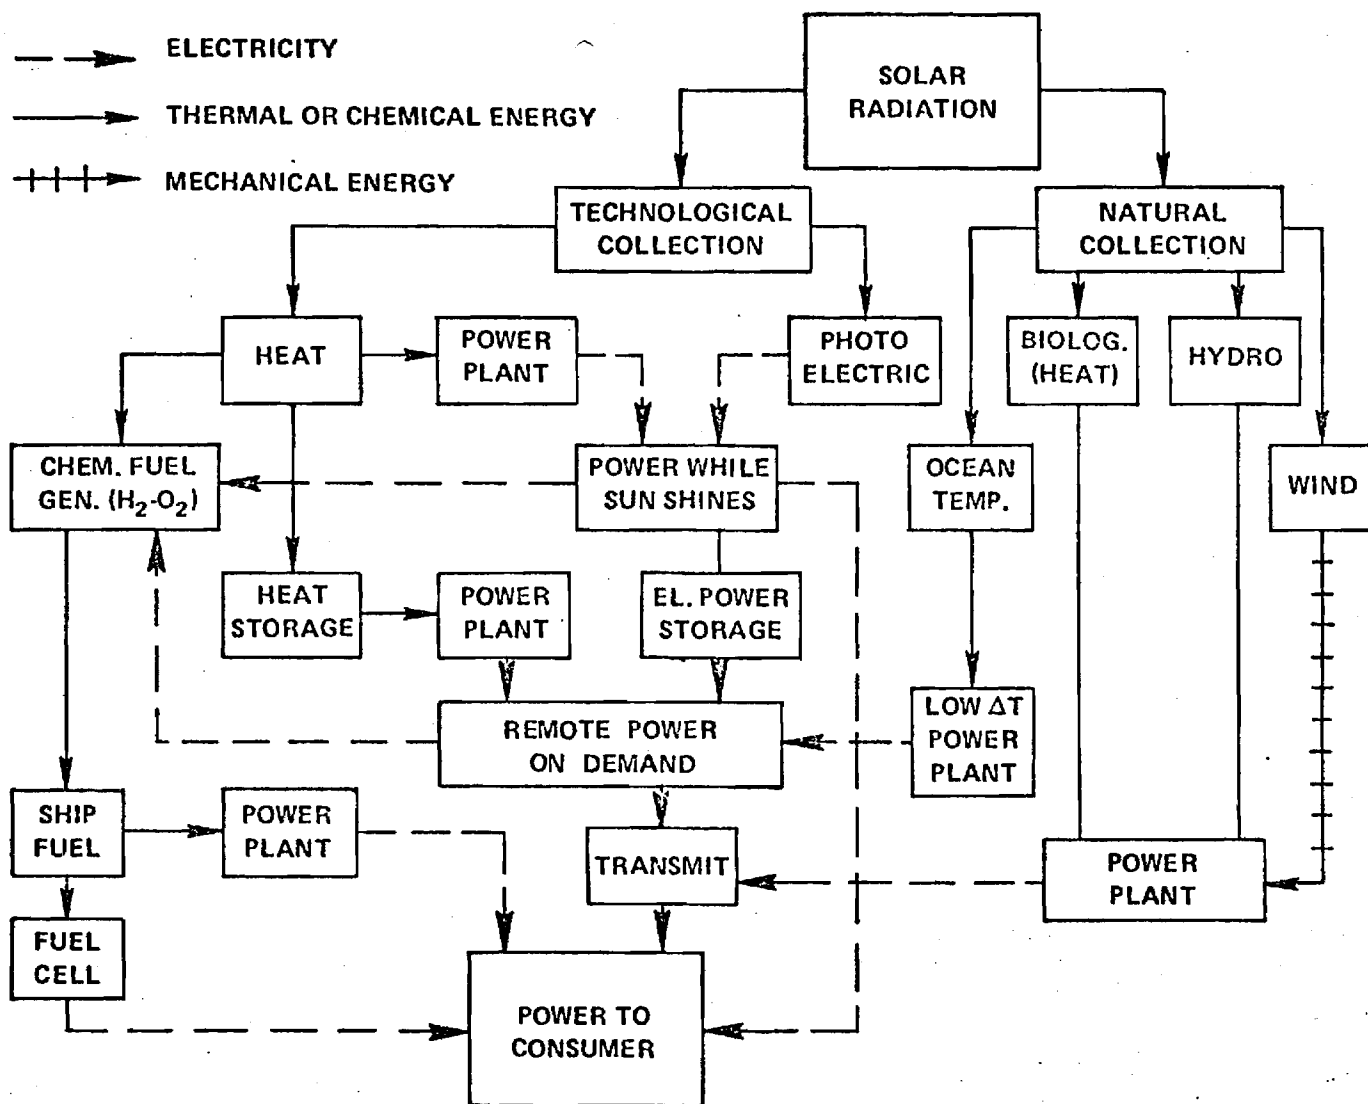 ELECTRICITY
THERMAL OR CHEMICAL ENERGY
MECHANICAL ENERGY
SOLAR
RADIATION
TECHNOLOGICAL
COLLECTION
NATURAL
COLLECTION
HEAT
POWER
PLANT
PHOTO
ELECTRIC
BIOLOG.
(HEAT)
HYDRO
CHEM. FUEL
GEN. (H₂-O₂)
POWER WHILE
SUN SHINES
OCEAN
TEMP.
WIND
HEAT
STORAGE
POWER
PLANT
EL. POWER
STORAGE
REMOTE POWER
ON DEMAND
LOW ΔT
POWER
PLANT
SHIP
FUEL
POWER
PLANT
TRANSMIT
POWER
PLANT
FUEL
CELL
POWER TO
CONSUMER